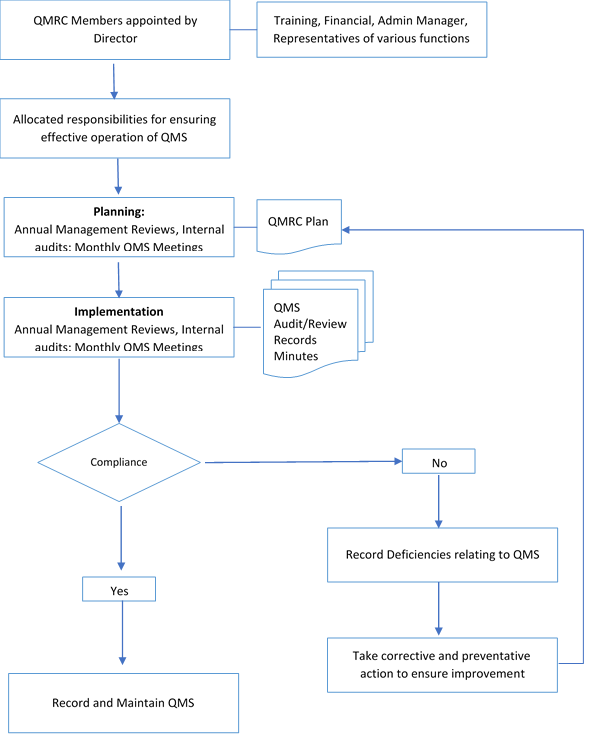 QMRC Members appointed by
Director
Training, Financial, Admin Manager,
Representatives of various functions
Allocated responsibilities for ensuring
effective operation of QMS
Planning:
Annual Management Reviews, Internal
audits; Monthly QMS Meetings
QMRC Plan
Implementation
Annual Management Reviews, Internal
audits; Monthly QMS Meetings
QMS
Audit/Review
Records
Minutes
Compliance
No
Record Deficiencies relating to QMS
Yes
Take corrective and preventative
action to ensure improvement
Record and Maintain QMS